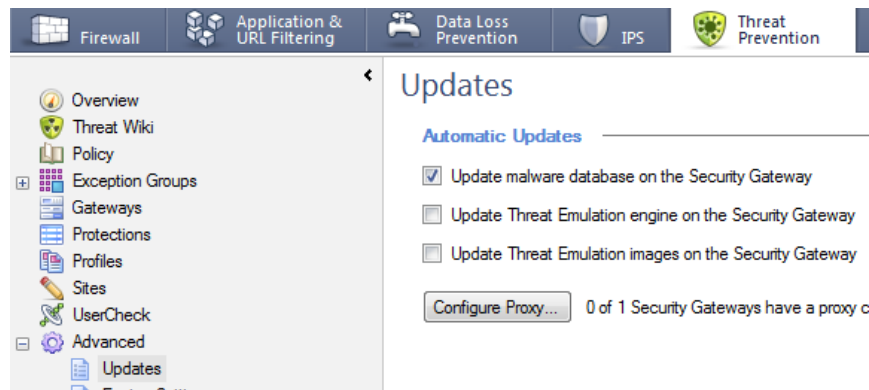 Firewall
Application &
URL Filtering
Data Loss
Prevention
IPS
Threat
Prevention
Overview
Threat Wiki
Policy
Exception Groups
Gateways
Protections
Profiles
Sites
UserCheck
Advanced
Updates
Updates
Automatic Updates
Update malware database on the Security Gateway
Update Threat Emulation engine on the Security Gateway
Update Threat Emulation images on the Security Gateway
Configure Proxy...
0 of 1 Security Gateways have a proxy c